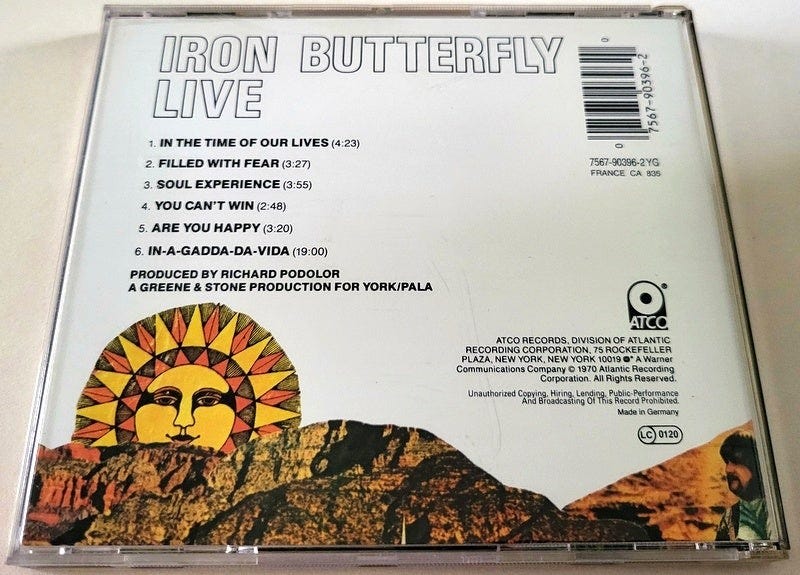 IRON BUTTERFLY
LIVE
1. IN THE TIME OF OUR LIVES (4:23)
2. FILLED WITH FEAR (3:27)
3. SOUL EXPERIENCE (3:55)
4. YOU CAN'T WIN (2:48)
5. ARE YOU HAPPY (3:20)
6. IN-A-GADDA-DA-VIDA (19:00)
PRODUCED BY RICHARD PODOLOR
A GREENE & STONE PRODUCTION FOR YORK/PALA
0
7567-90396-2
0
7567-90396-2 YG
FRANCE CA 835
ATCO
®
ATCO RECORDS, DIVISION OF ATLANTIC
RECORDING CORPORATION, 75 ROCKEFELLER
PLAZA, NEW YORK, NEW YORK 10019 A Warner
Communications Company © 1970 Atlantic Recording
Corporation. All Rights Reserved.
Unauthorized Copying, Hiring, Lending, Public-Performance
And Broadcasting Of This Record Prohibited.
Made in Germany
LC 0120